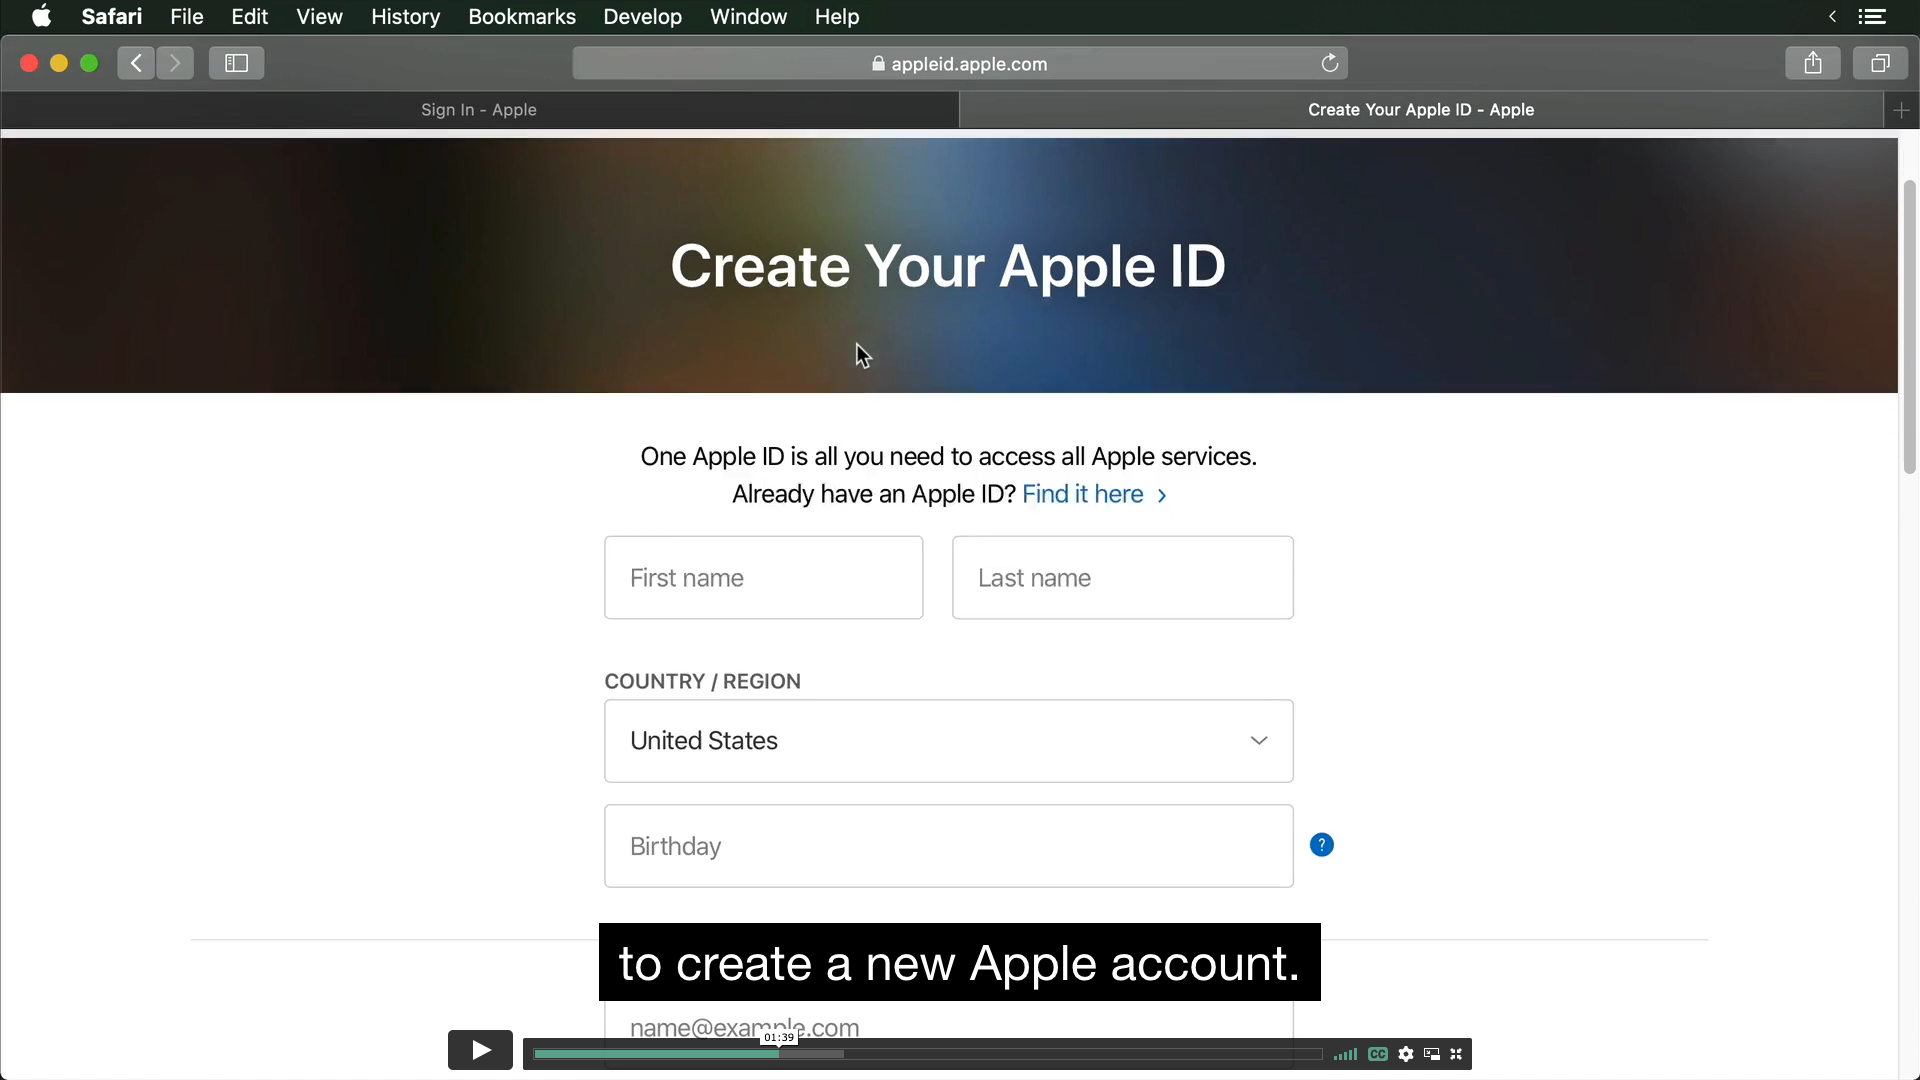 Safari File Edit View History Bookmarks Develop Window Help
appleid.apple.com
Sign In - Apple
Create Your Apple ID - Apple
Create Your Apple ID
One Apple ID is all you need to access all Apple services.
Already have an Apple ID? Find it here
First name
Last name
COUNTRY / REGION
United States
Birthday
?
to create a new Apple account.
name@example.com
01:39
CC